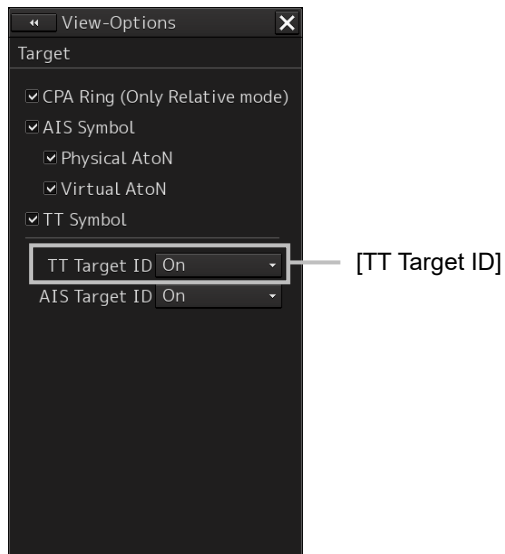 View-Options
Target
CPA Ring (Only Relative mode)
AIS Symbol
Physical AtoN
Virtual AtoN
TT Symbol
TT Target ID On
[TT Target ID]
AIS Target ID On